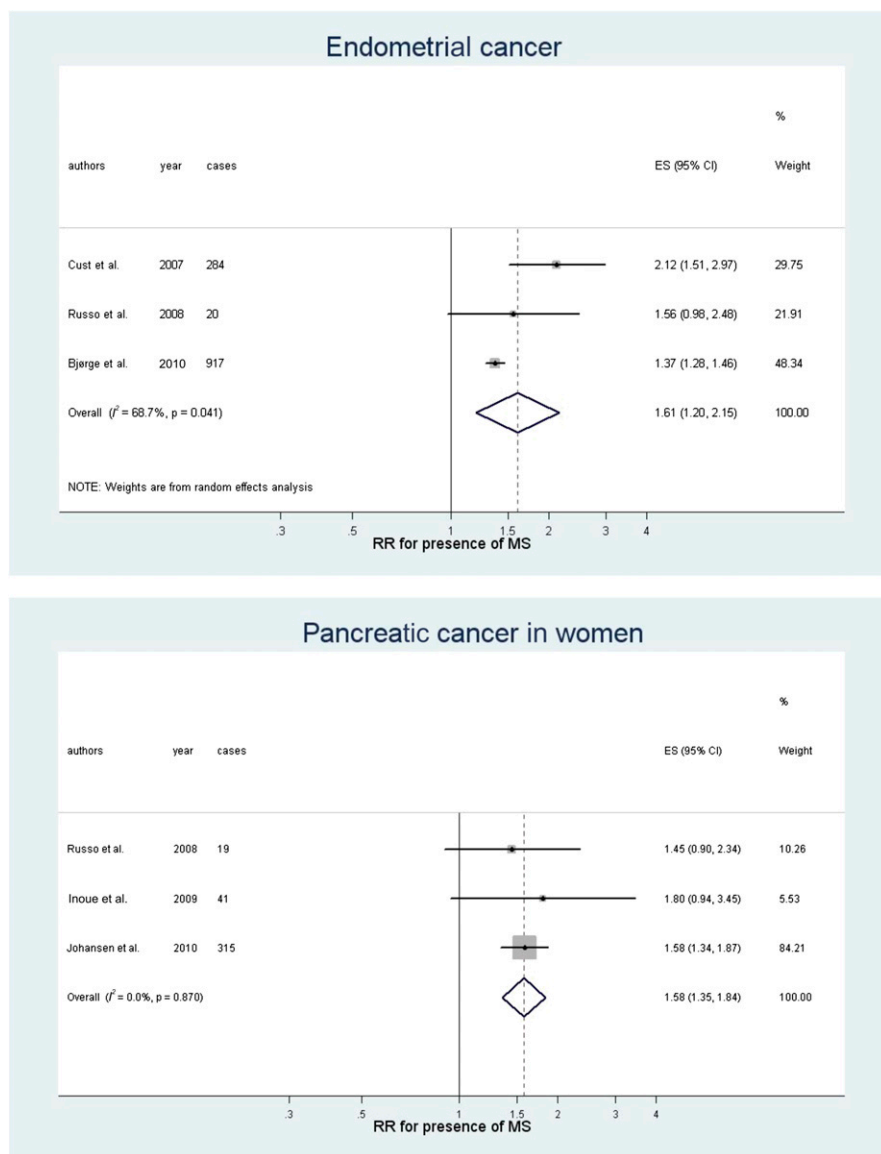 Endometrial cancer
%
authors year cases ES (95% CI) Weight
Cust et al. 2007 284 2.12 (1.51, 2.97) 29.75
Russo et al. 2008 20 1.56 (0.98, 2.48) 21.91
Bjørge et al. 2010 917 1.37 (1.28, 1.46) 48.34
Overall (I² = 68.7%, p = 0.041) 1.61 (1.20, 2.15) 100.00
NOTE: Weights are from random effects analysis
.3 .5 1 1.5 2 3 4
RR for presence of MS
Pancreatic cancer in women
%
authors year cases ES (95% CI) Weight
Russo et al. 2008 19 1.45 (0.90, 2.34) 10.26
Inoue et al. 2009 41 1.80 (0.94, 3.45) 5.53
Johansen et al. 2010 315 1.58 (1.34, 1.87) 84.21
Overall (I² = 0.0%, p = 0.870) 1.58 (1.35, 1.84) 100.00
.3 .5 1 1.5 2 3 4
RR for presence of MS